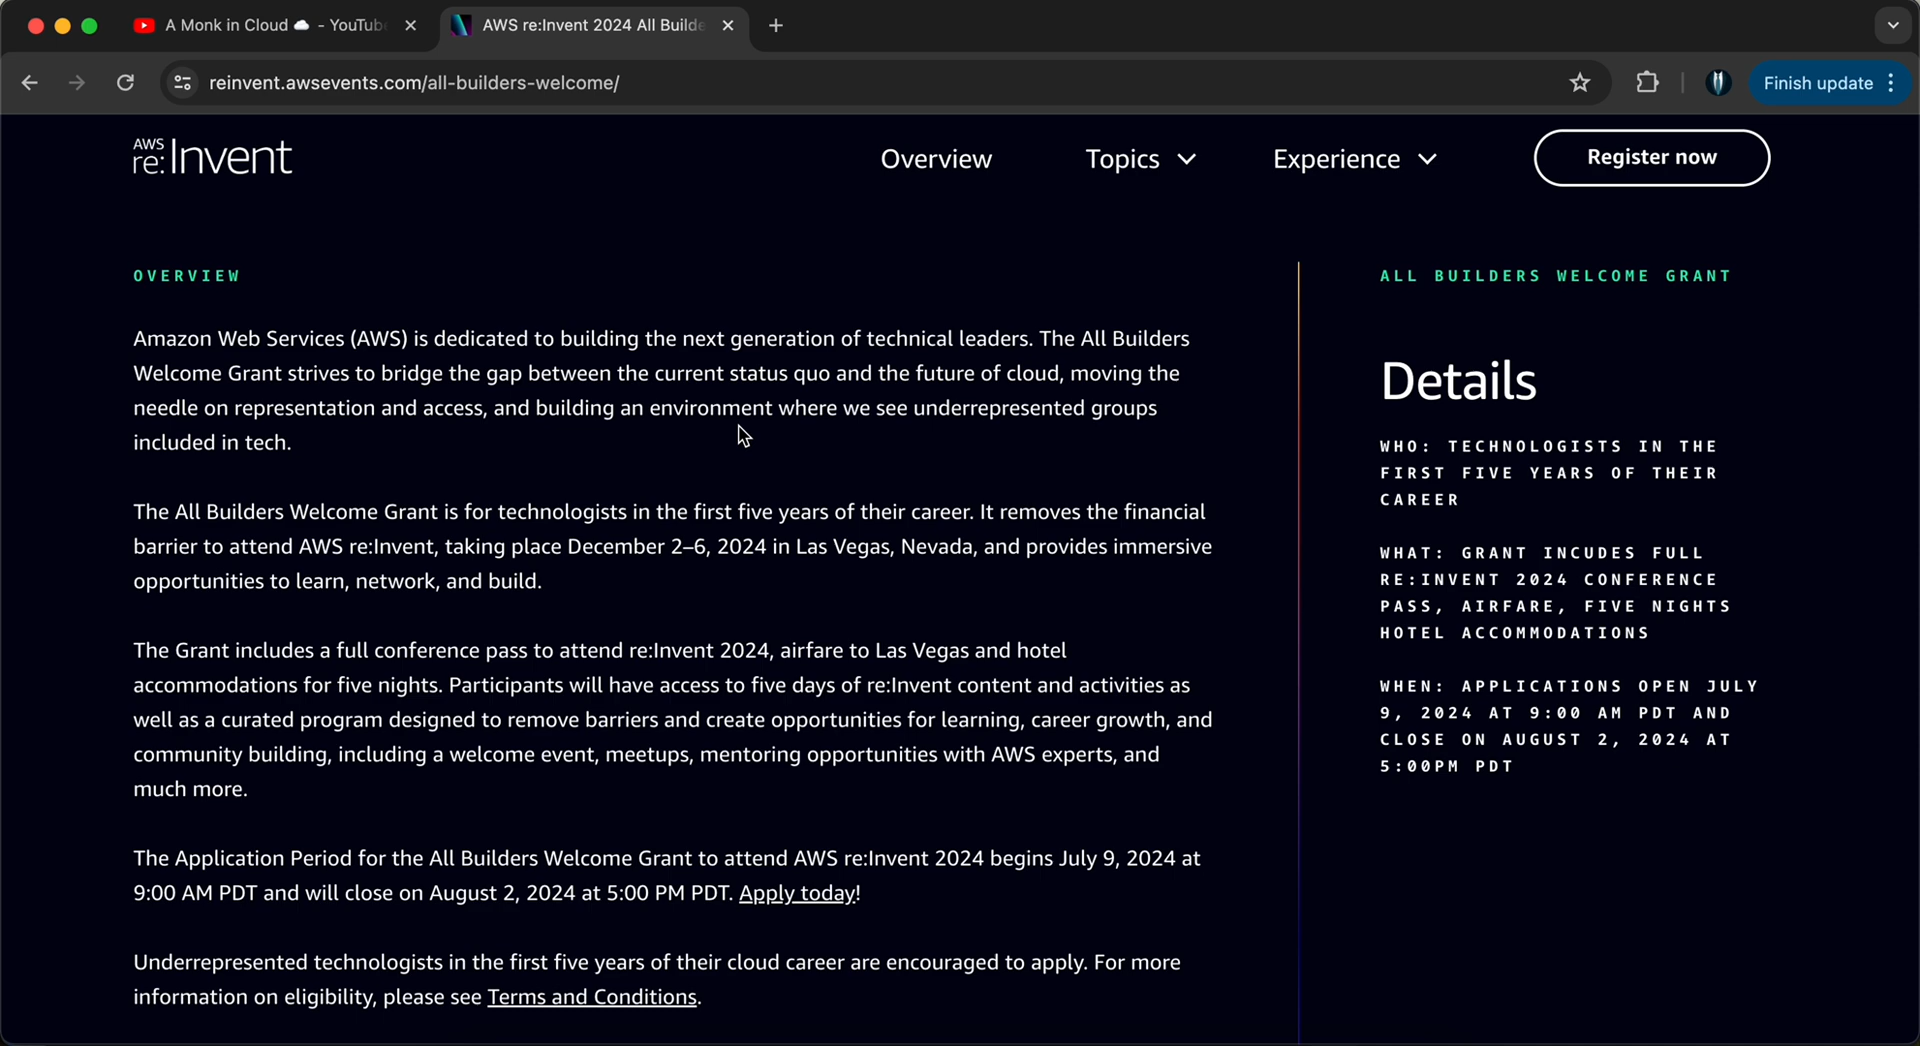 A Monk in Cloud ☁ - YouTub
AWS re:Invent 2024 All Builde
reinvent.awsevents.com/all-builders-welcome/
Finish update
AWS
re:Invent
Overview
Topics
Experience
Register now
OVERVIEW
Amazon Web Services (AWS) is dedicated to building the next generation of technical leaders. The All Builders
Welcome Grant strives to bridge the gap between the current status quo and the future of cloud, moving the
needle on representation and access, and building an environment where we see underrepresented groups
included in tech.
The All Builders Welcome Grant is for technologists in the first five years of their career. It removes the financial
barrier to attend AWS re:Invent, taking place December 2–6, 2024 in Las Vegas, Nevada, and provides immersive
opportunities to learn, network, and build.
The Grant includes a full conference pass to attend re:Invent 2024, airfare to Las Vegas and hotel
accommodations for five nights. Participants will have access to five days of re:Invent content and activities as
well as a curated program designed to remove barriers and create opportunities for learning, career growth, and
community building, including a welcome event, meetups, mentoring opportunities with AWS experts, and
much more.
The Application Period for the All Builders Welcome Grant to attend AWS re:Invent 2024 begins July 9, 2024 at
9:00 AM PDT and will close on August 2, 2024 at 5:00 PM PDT. Apply today!
Underrepresented technologists in the first five years of their cloud career are encouraged to apply. For more
information on eligibility, please see Terms and Conditions.
ALL BUILDERS WELCOME GRANT
Details
WHO: TECHNOLOGISTS IN THE
FIRST FIVE YEARS OF THEIR
CAREER
WHAT: GRANT INCUDES FULL
RE:INVENT 2024 CONFERENCE
PASS, AIRFARE, FIVE NIGHTS
HOTEL ACCOMMODATIONS
WHEN: APPLICATIONS OPEN JULY
9, 2024 AT 9:00 AM PDT AND
CLOSE ON AUGUST 2, 2024 AT
5:00PM PDT